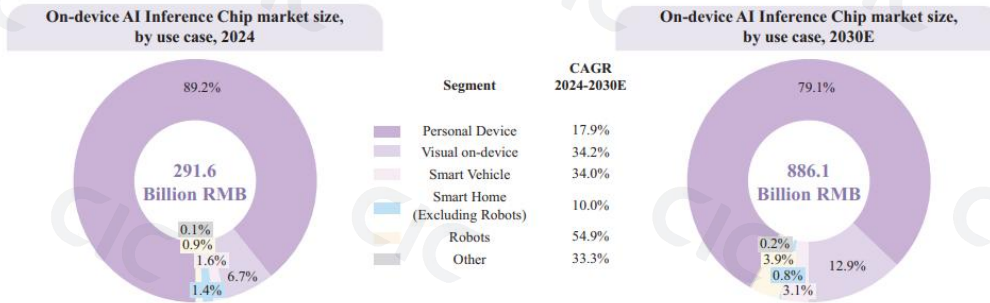 On-device AI Inference Chip market size,
by use case, 2024
89.2%
291.6
Billion RMB
0.1%
0.9%
1.6%
6.7%
1.4%
CAGR
Segment 2024-2030E
Personal Device 17.9%
Visual on-device 34.2%
Smart Vehicle 34.0%
Smart Home
(Excluding Robots) 10.0%
Robots 54.9%
Other 33.3%
On-device AI Inference Chip market size,
by use case, 2030E
79.1%
886.1
Billion RMB
0.2%
3.9%
12.9%
0.8%
3.1%
CIC
CIC
CIC
CIC